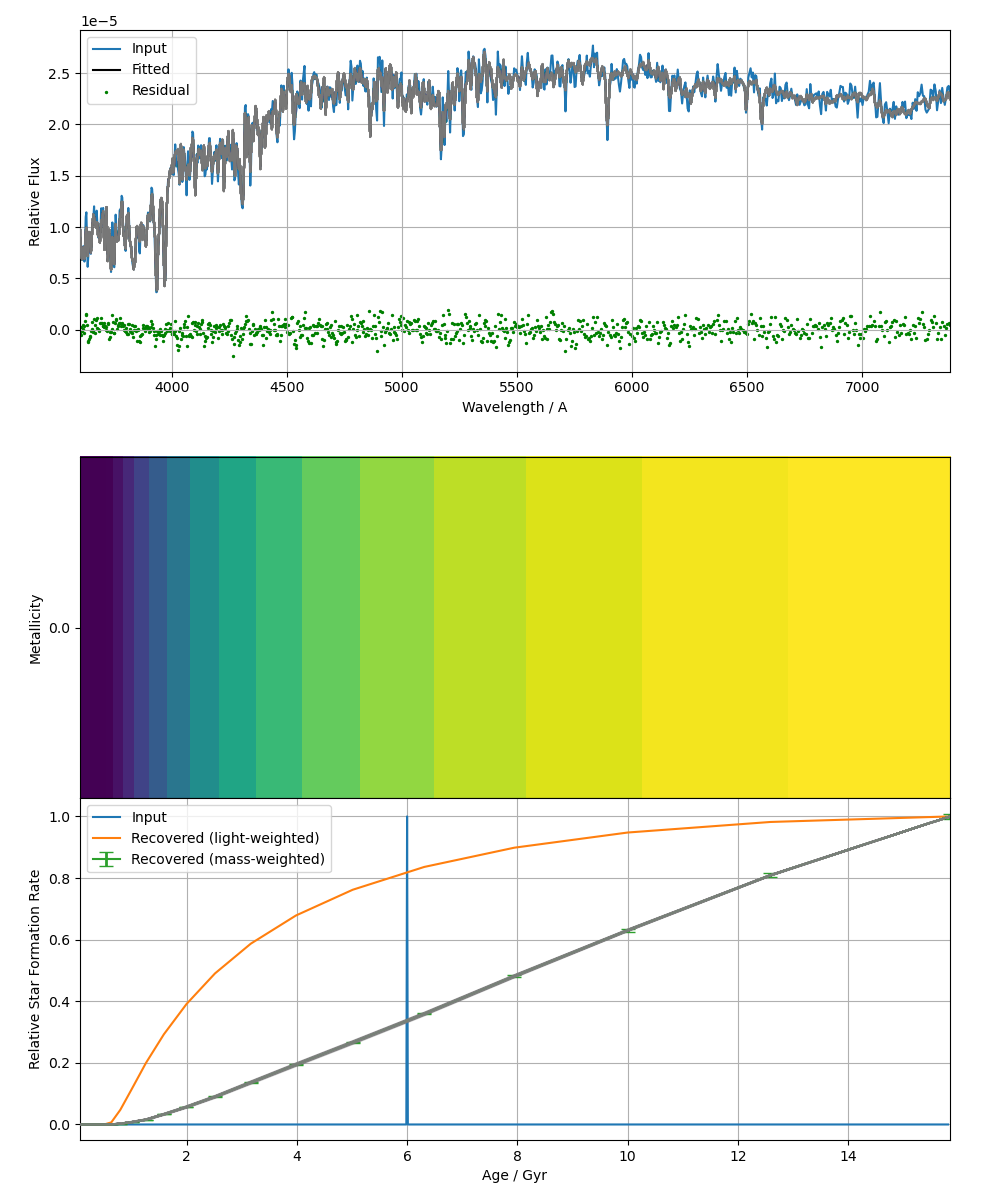 1e−5
Input
Fitted
Residual
2.5
2.0
1.5
1.0
0.5
0.0
Relative Flux
4000 4500 5000 5500 6000 6500 7000
Wavelength / A
0.0
Metallicity
Input
Recovered (light-weighted)
Recovered (mass-weighted)
1.0
0.8
0.6
0.4
0.2
0.0
Relative Star Formation Rate
2 4 6 8 10 12 14
Age / Gyr